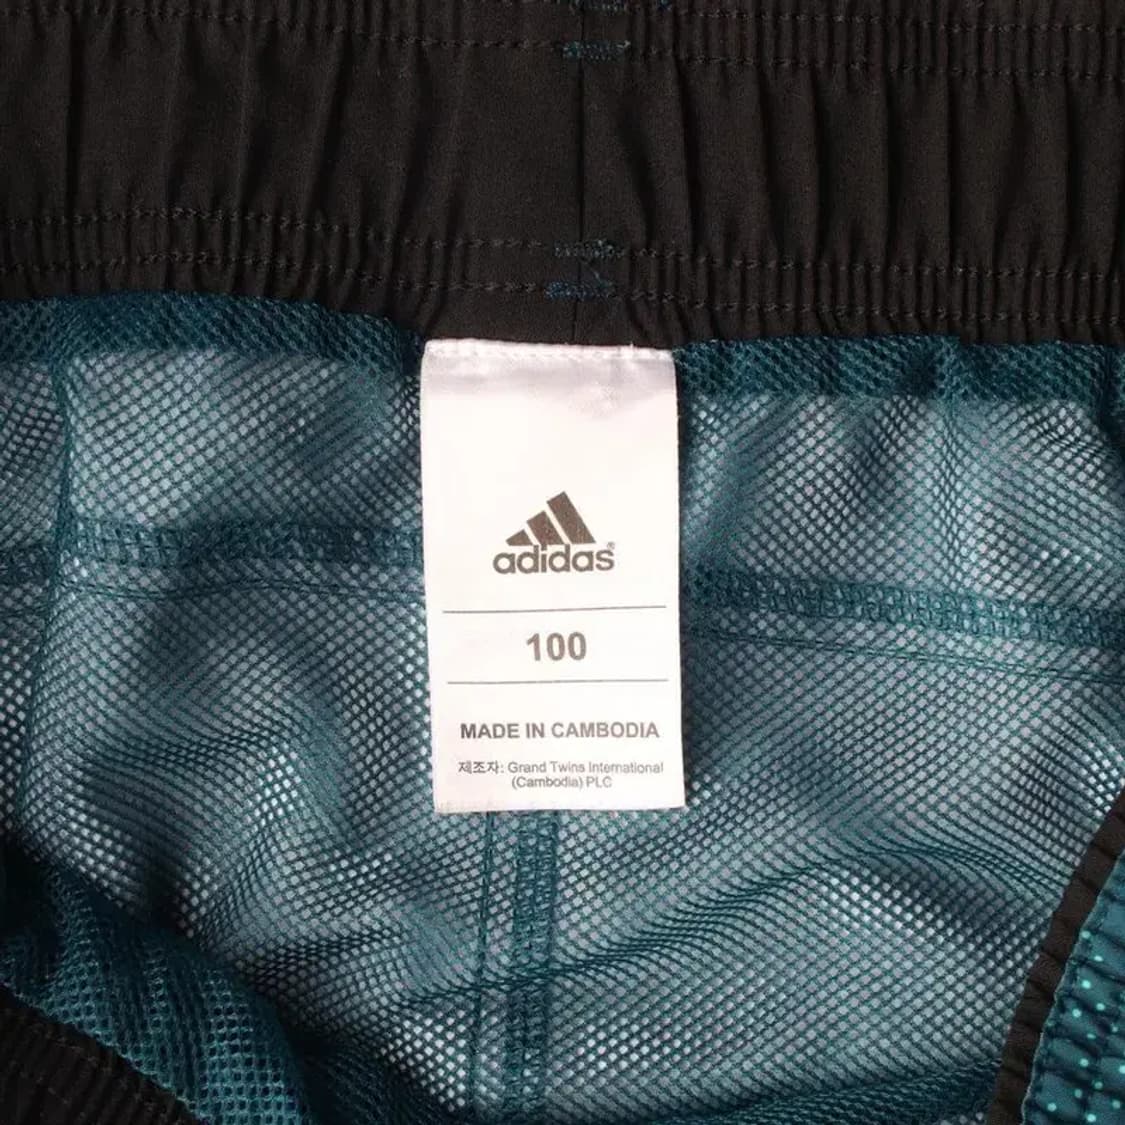 adidas®
100
MADE IN CAMBODIA
제조자: Grand Twins International
(Cambodia) PLC